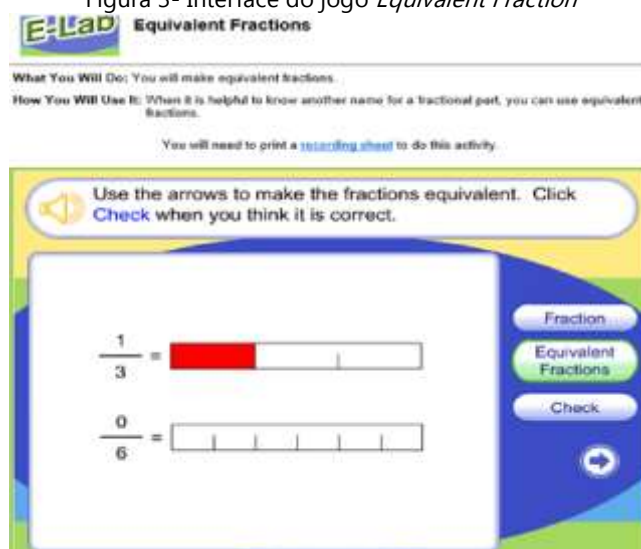 Figura 3- Interface do jogo Equivalent Fraction
E-Lab
Equivalent Fractions
What You Will Do: You will make equivalent fractions.
How You Will Use It: When it is helpful to know another name for a fractional part, you can use equivalent
fractions.
You will need to print a recording sheet to do this activity.
Use the arrows to make the fractions equivalent. Click
Check when you think it is correct.
1
3 =
0
6 =
Fraction
Equivalent
Fractions
Check